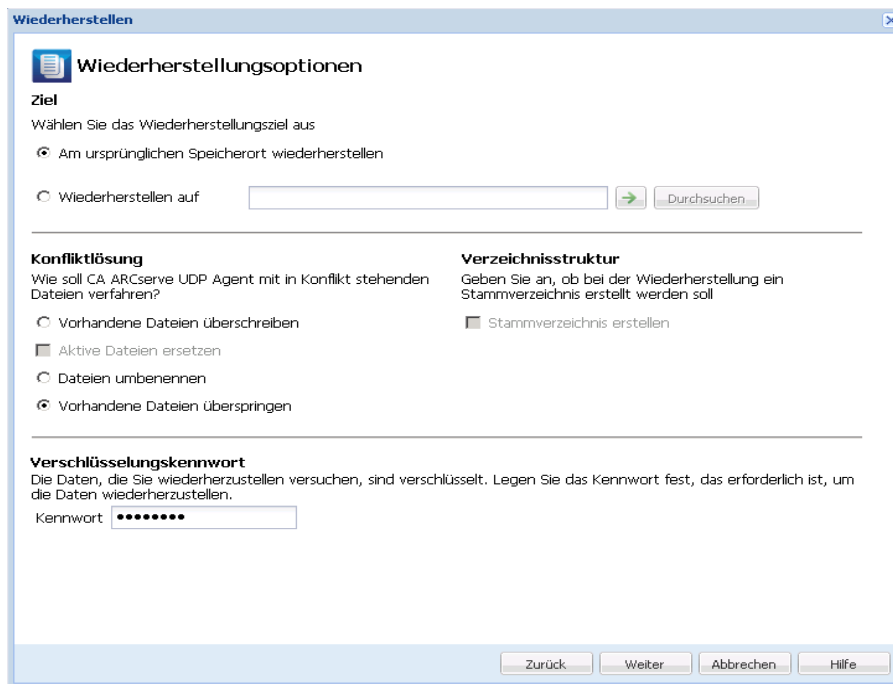 Wiederherstellen
Wiederherstellungsoptionen
Ziel
Wählen Sie das Wiederherstellungsziel aus
Am ursprünglichen Speicherort wiederherstellen
Wiederherstellen auf
Durchsuchen
Konfliktlösung
Wie soll CA ARCserve UDP Agent mit in Konflikt stehenden
Dateien verfahren?
Vorhandene Dateien überschreiben
Aktive Dateien ersetzen
Dateien umbenennen
Vorhandene Dateien überspringen
Verzeichnisstruktur
Geben Sie an, ob bei der Wiederherstellung ein
Stammverzeichnis erstellt werden soll
Stammverzeichnis erstellen
Verschlüsselungskennwort
Die Daten, die Sie wiederherzustellen versuchen, sind verschlüsselt. Legen Sie das Kennwort fest, das erforderlich ist, um
die Daten wiederherzustellen.
Kennwort ••••••••
Zurück
Weiter
Abbrechen
Hilfe